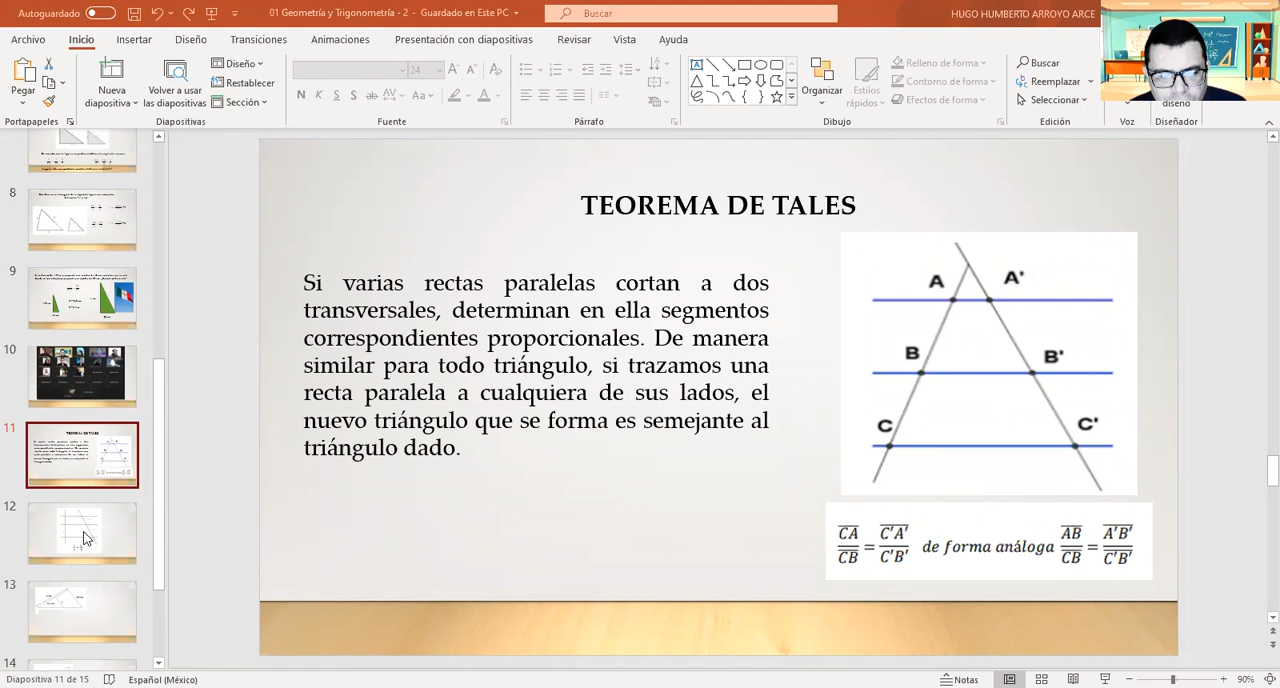 Autoguardado
01 Geometría y Trigonometría - 2 - Guardado en Este PC
Buscar
HUGO HUMBERTO ARROYO ARCE
Archivo Inicio Insertar Diseño Transiciones Animaciones Presentación con diapositivas Revisar Vista Ayuda
Pegar
Portapapeles
Nueva
diapositiva
Volver a usar
las diapositivas
Diseño
Restablecer
Sección
Diapositivas
24
N K S S ab AV Aa A
Fuente
Párrafo
Organizar
Estilos
rápidos
Relleno de forma
Contorno de forma
Efectos de forma
Dibujo
Buscar
Reemplazar
Seleccionar
Edición
Voz
diseño
Diseñador
8
9
10
11
12
13
14
TEOREMA DE TALES
Si varias rectas paralelas cortan a dos
transversales, determinan en ella segmentos
correspondientes proporcionales. De manera
similar para todo triángulo, si trazamos una
recta paralela a cualquiera de sus lados, el
nuevo triángulo que se forma es semejante al
triángulo dado.
A A'
B B'
C C'
CA/CB = C'A'/C'B' de forma análoga AB/CB = A'B'/C'B'
Diapositiva 11 de 15
Español (México)
Notas
90%